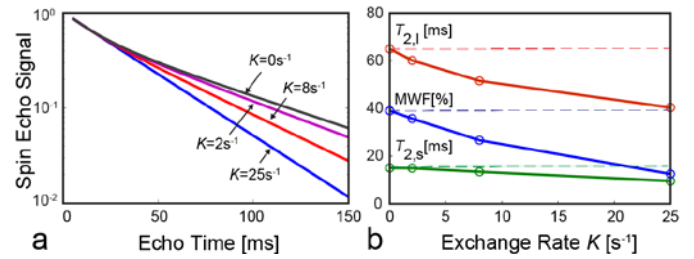 10⁰
10⁻¹
10⁻²
Spin Echo Signal
K=0s⁻¹
K=8s⁻¹
K=2s⁻¹
K=25s⁻¹
0 50 100 150
a Echo Time [ms]
80
60
40
20
0
T₂,ₗ [ms]
MWF[%]
T₂,ₛ[ms]
0 5 10 15 20 25
b Exchange Rate K [s⁻¹]